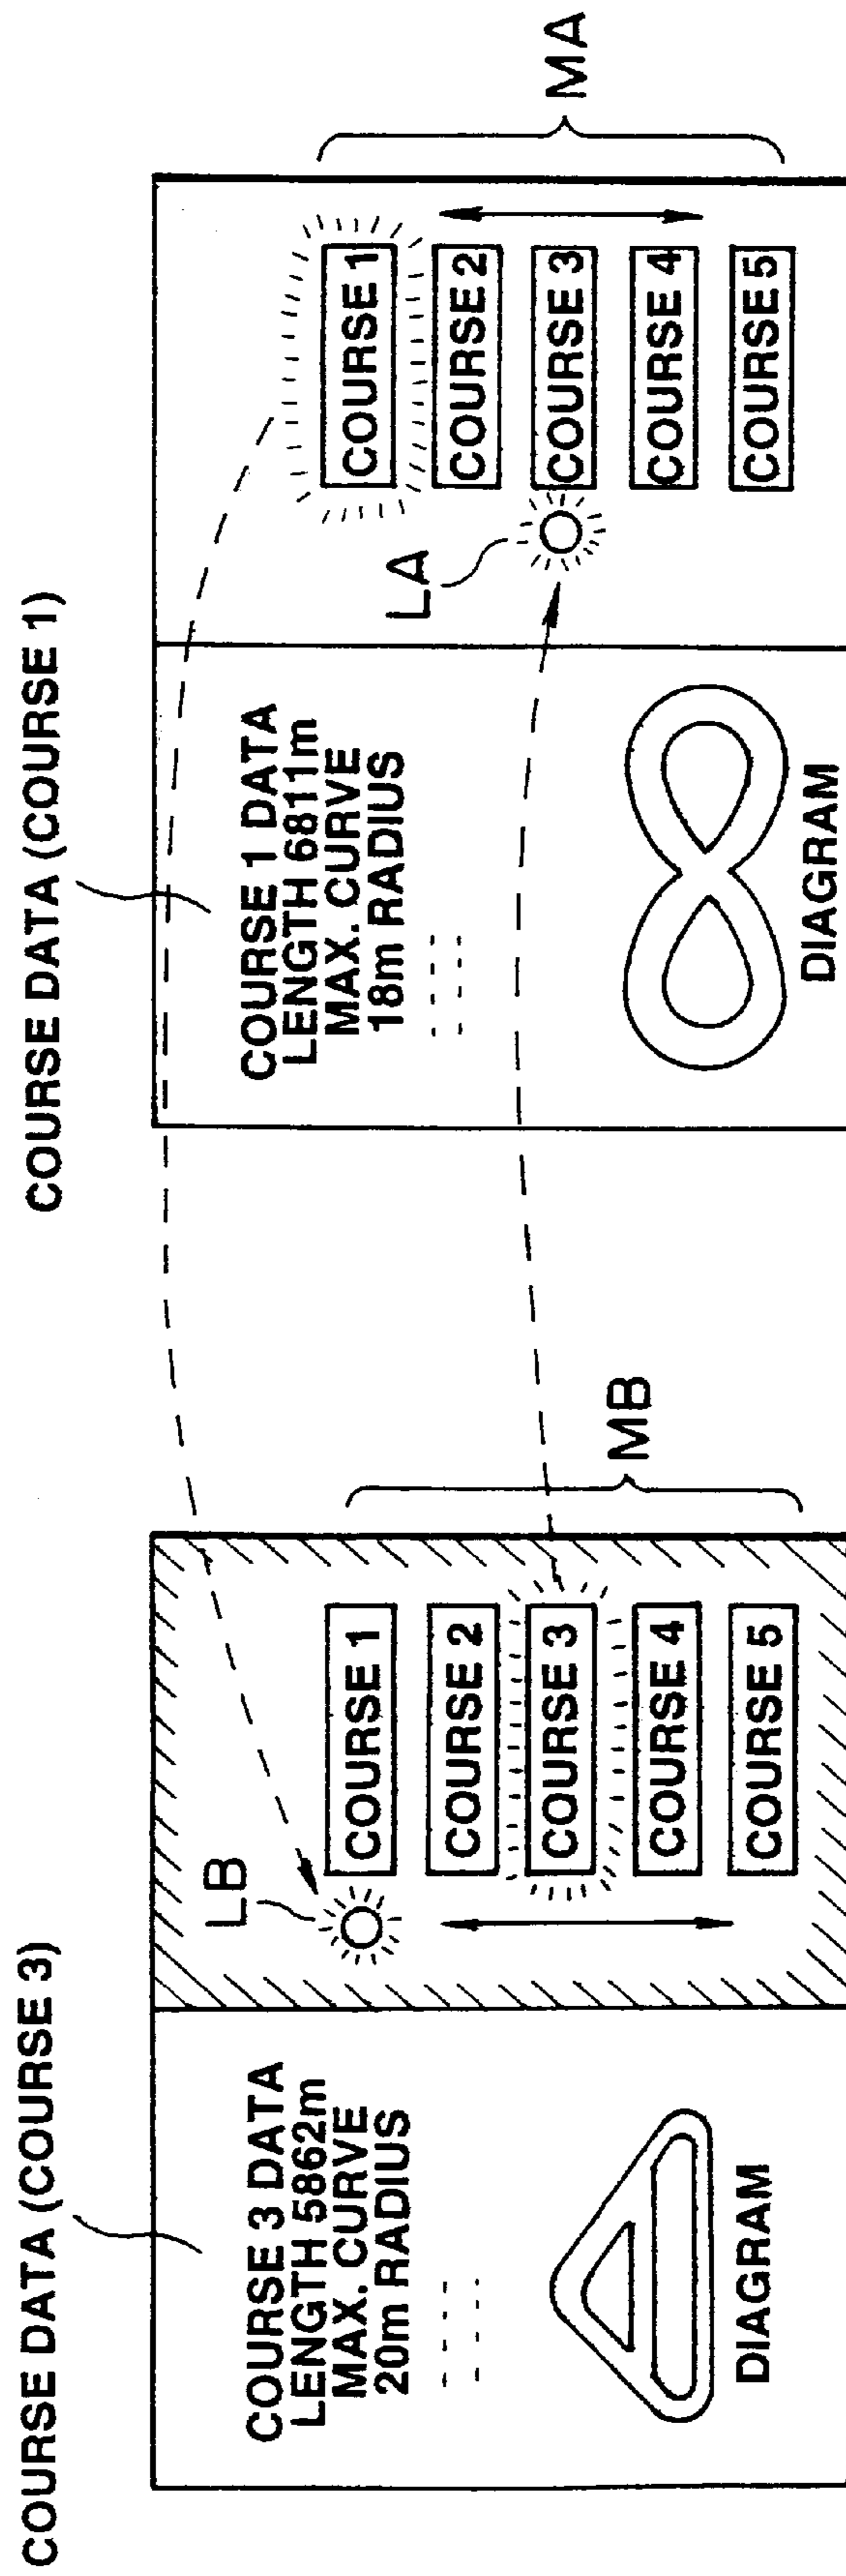 COURSE DATA (COURSE 3)
COURSE 3 DATA
LENGTH 5862m
MAX. CURVE
20m RADIUS
DIAGRAM
LB
COURSE 1
COURSE 2
COURSE 3
COURSE 4
COURSE 5
MB
COURSE DATA (COURSE 1)
COURSE 1 DATA
LENGTH 6811m
MAX. CURVE
18m RADIUS
DIAGRAM
LA
COURSE 1
COURSE 2
COURSE 3
COURSE 4
COURSE 5
MA